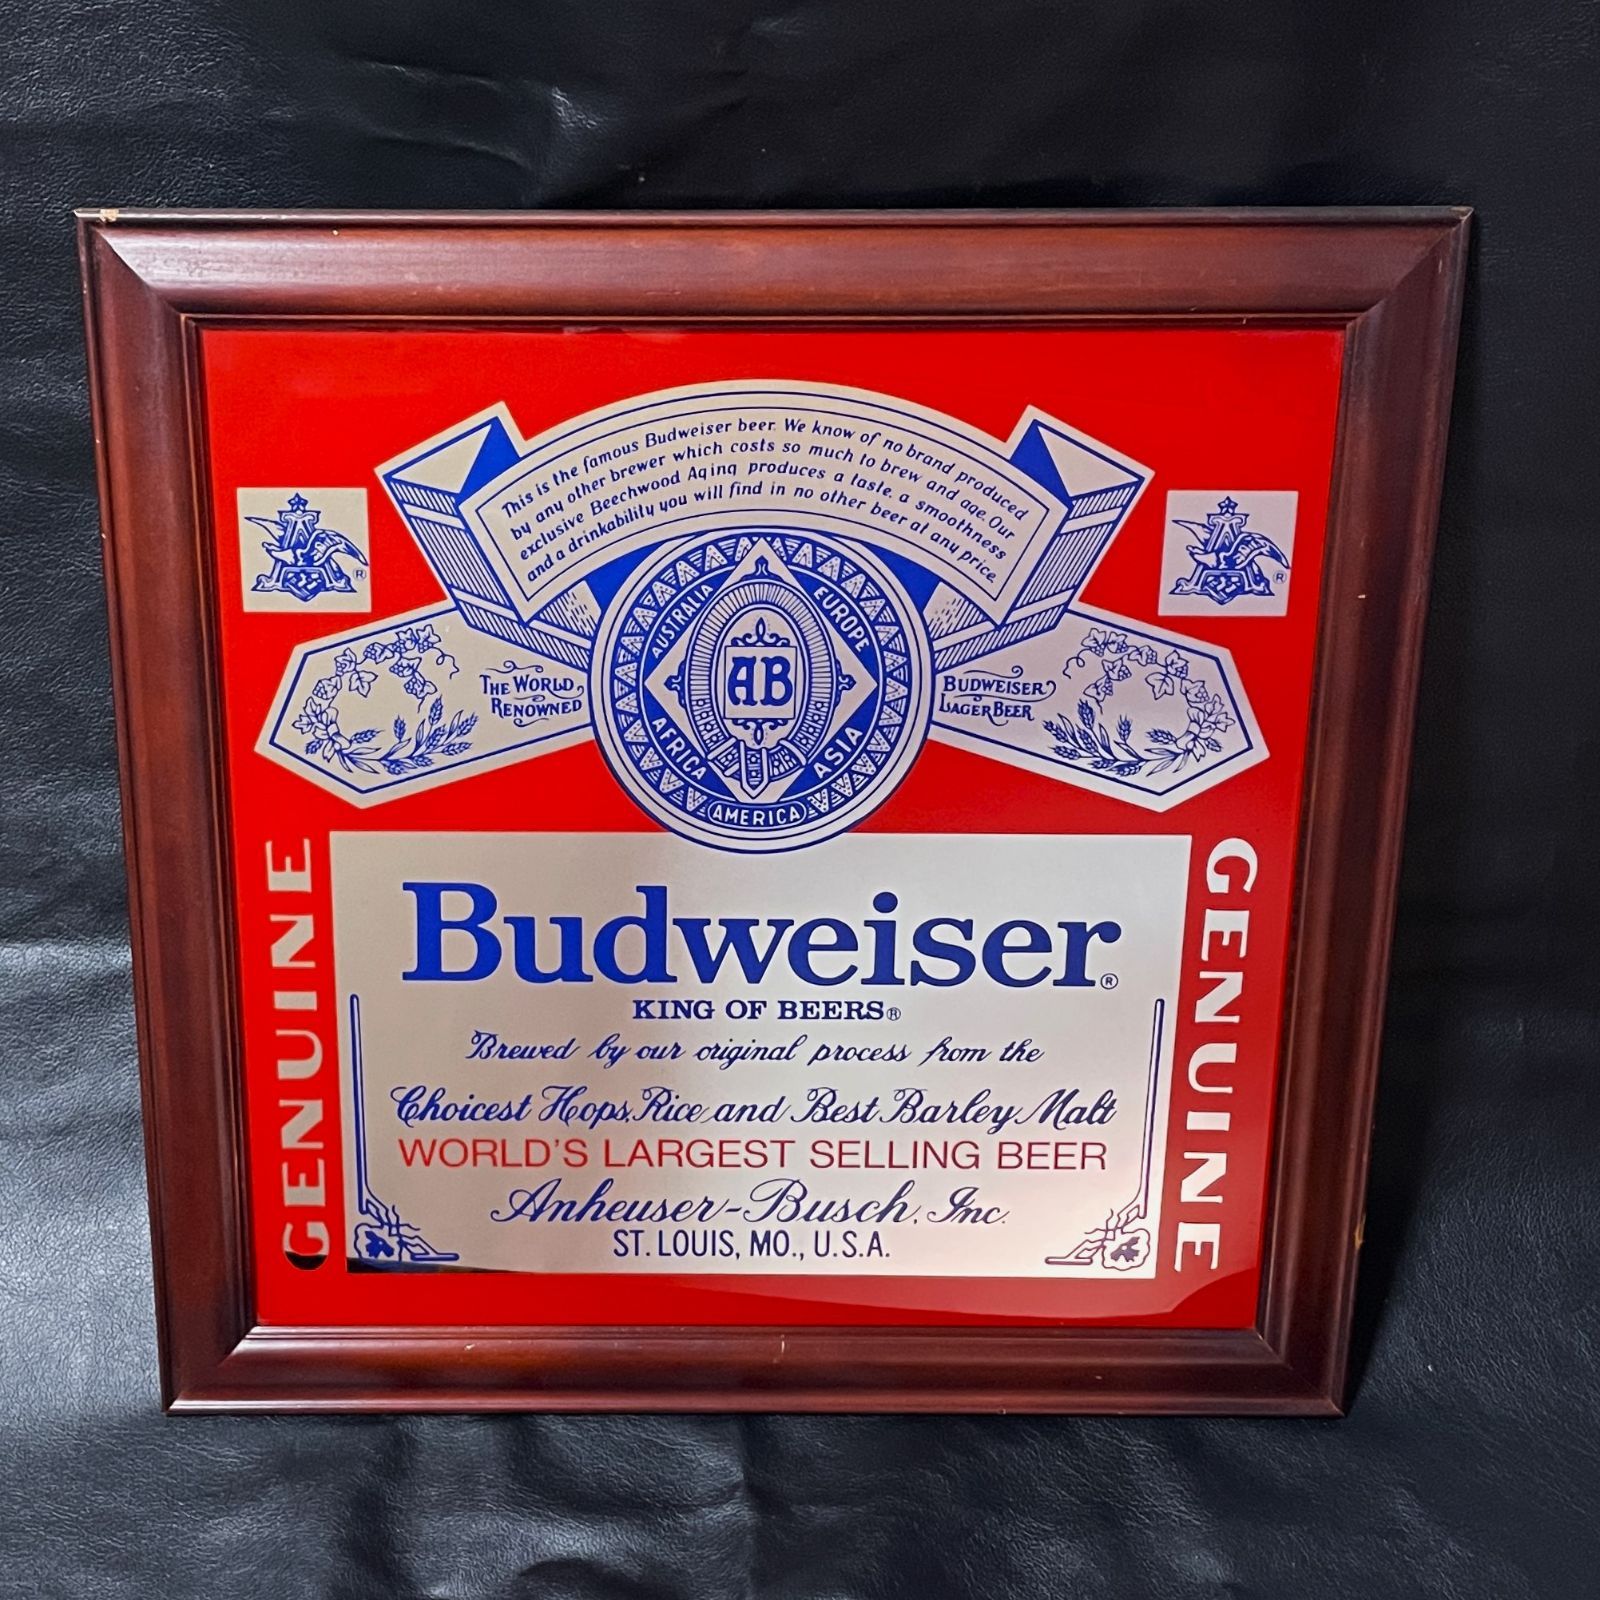 This is the famous Budweiser beer. We know of no brand produced
by any other brewer which costs so much to brew and age. Our
exclusive Beechwood Aging produces a taste, a smoothness
and a drinkability you will find in no other beer at any price.
A
®
A
®
THE WORLD
RENOWNED
AUSTRALIA
EUROPE
AB
AFRICA
ASIA
AMERICA
BUDWEISER
LAGER BEER
GENUINE
GENUINE
Budweiser®
KING OF BEERS®
Brewed by our original process from the
Choicest Hops, Rice and Best Barley Malt
WORLD'S LARGEST SELLING BEER
Anheuser-Busch, Inc.
ST. LOUIS, MO., U.S.A.